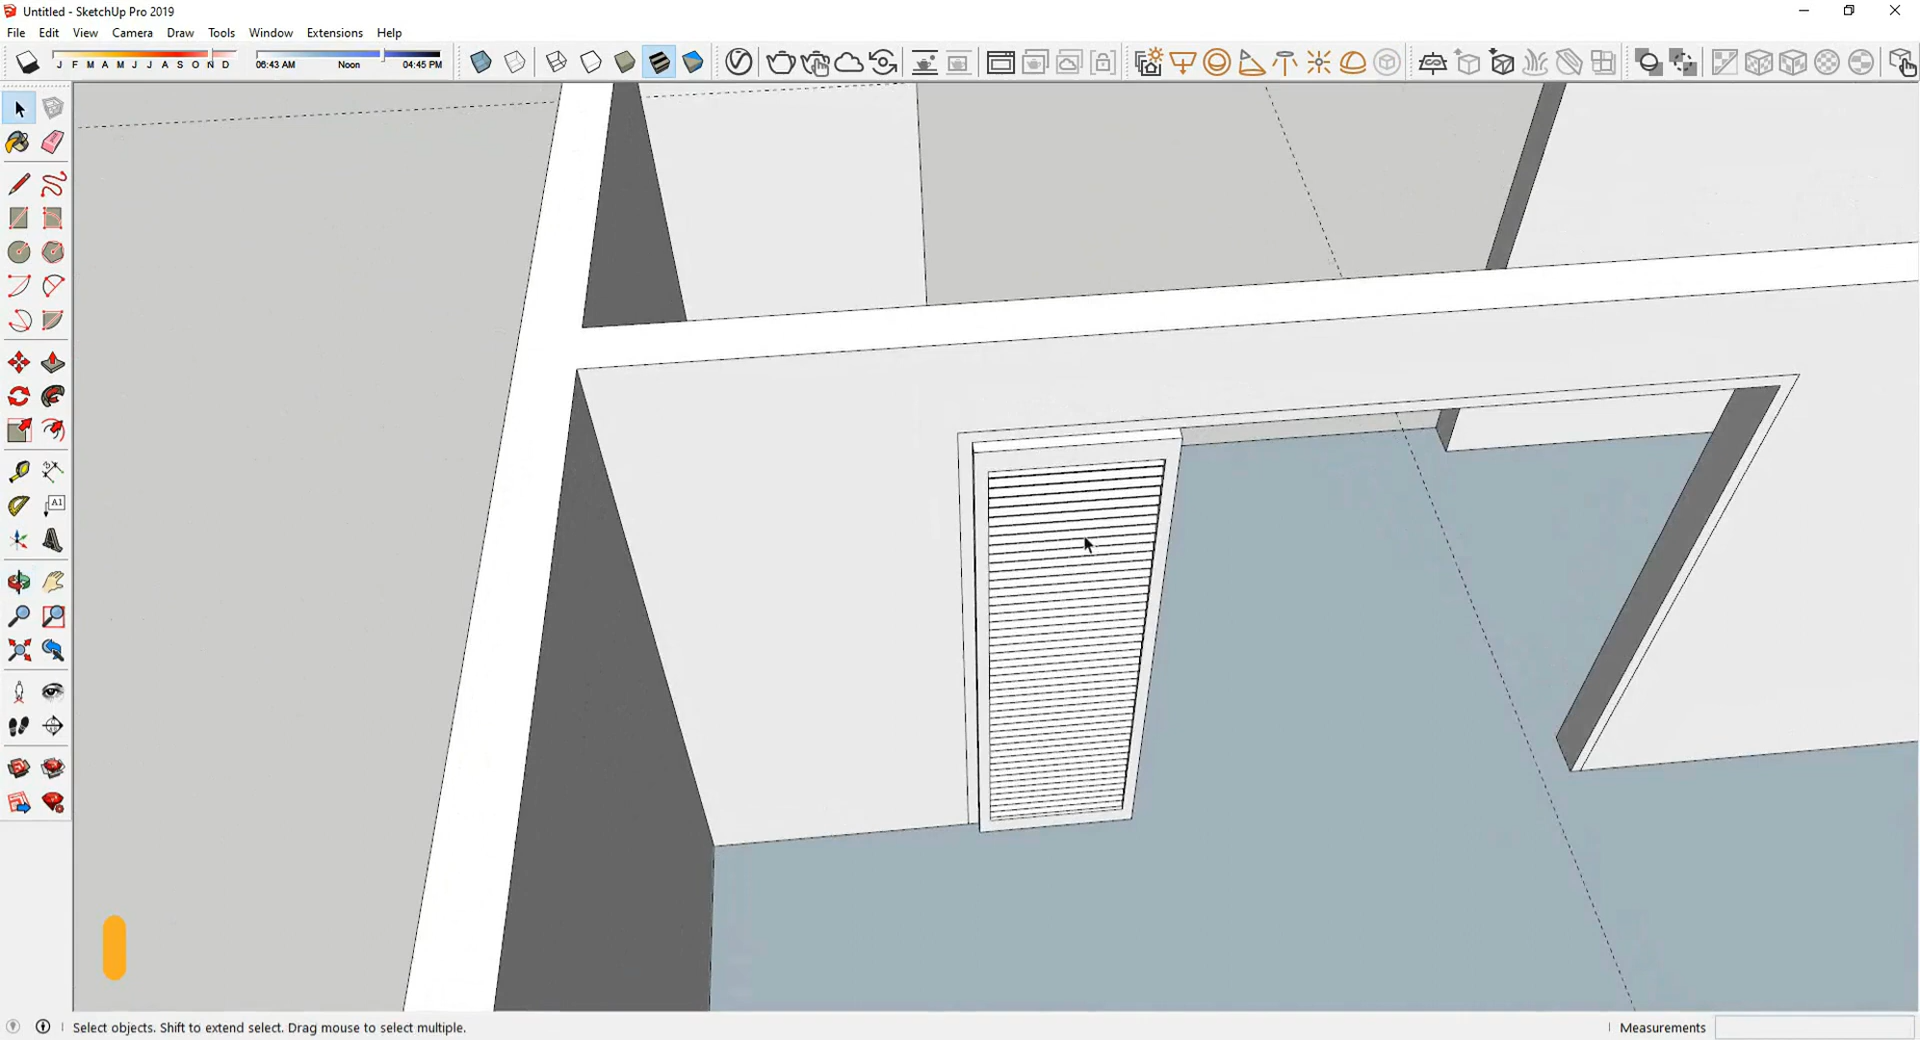 Untitled - SketchUp Pro 2019
File Edit View Camera Draw Tools Window Extensions Help
J F M A M J J A S O N D 06:43 AM Noon 04:45 PM
A1
Select objects. Shift to extend select. Drag mouse to select multiple. Measurements